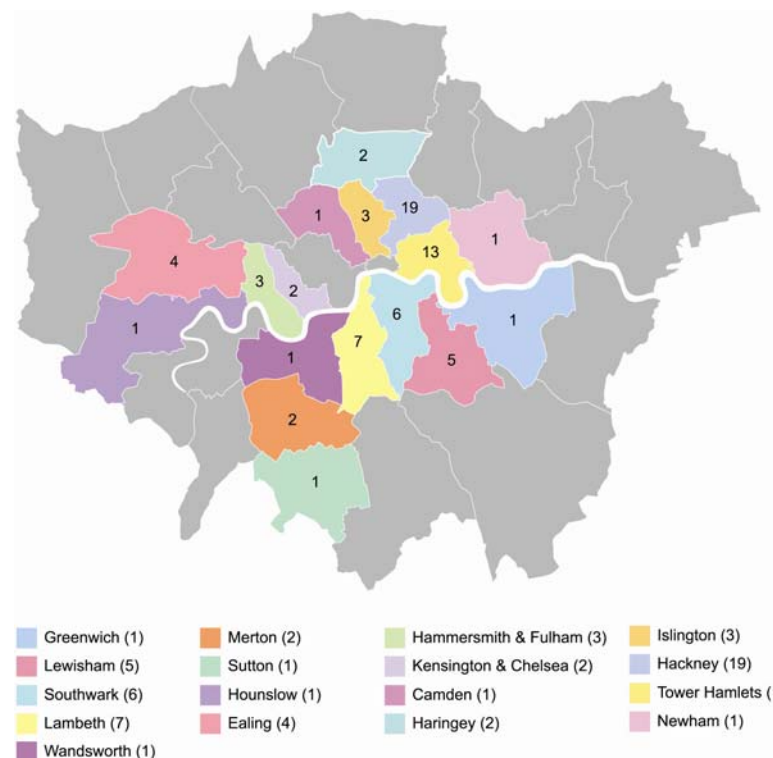 2
1
3
19
13
1
4
3
2
1
6
1
7
1
5
2
1
Greenwich (1)
Lewisham (5)
Southwark (6)
Lambeth (7)
Wandsworth (1)
Merton (2)
Sutton (1)
Hounslow (1)
Ealing (4)
Hammersmith & Fulham (3)
Kensington & Chelsea (2)
Camden (1)
Haringey (2)
Islington (3)
Hackney (19)
Tower Hamlets (
Newham (1)